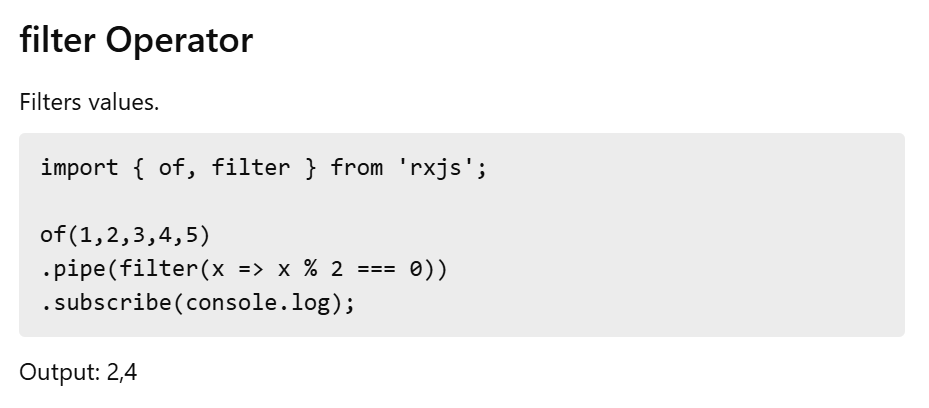 filter Operator
Filters values.
import { of, filter } from 'rxjs';
of(1,2,3,4,5)
.pipe(filter(x => x % 2 === 0))
.subscribe(console.log);
Output: 2,4